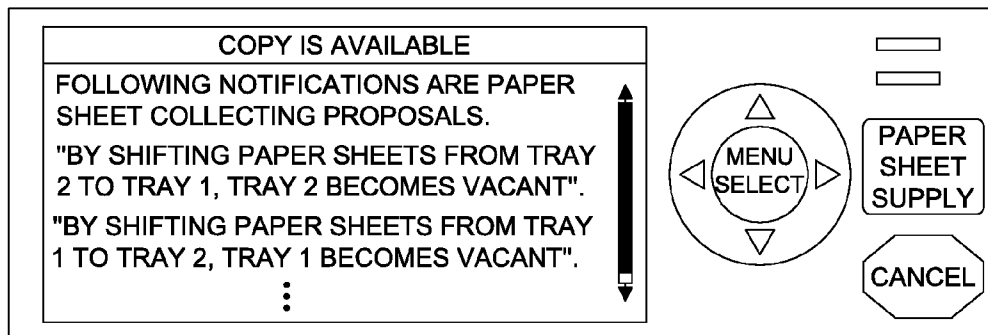 COPY IS AVAILABLE
FOLLOWING NOTIFICATIONS ARE PAPER
SHEET COLLECTING PROPOSALS.
"BY SHIFTING PAPER SHEETS FROM TRAY
2 TO TRAY 1, TRAY 2 BECOMES VACANT".
"BY SHIFTING PAPER SHEETS FROM TRAY
1 TO TRAY 2, TRAY 1 BECOMES VACANT".
MENU
SELECT
PAPER
SHEET
SUPPLY
CANCEL